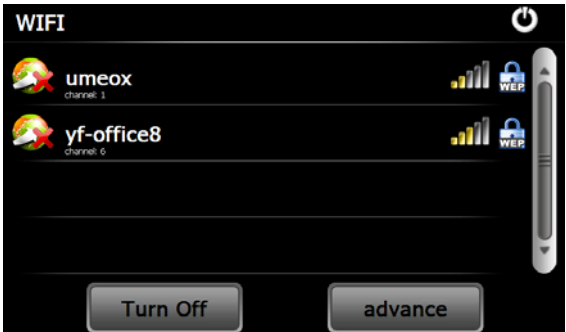 WIFI
umeox
channel: 1
WEP
yf-office8
channel: 6
WEP
Turn Off
advance